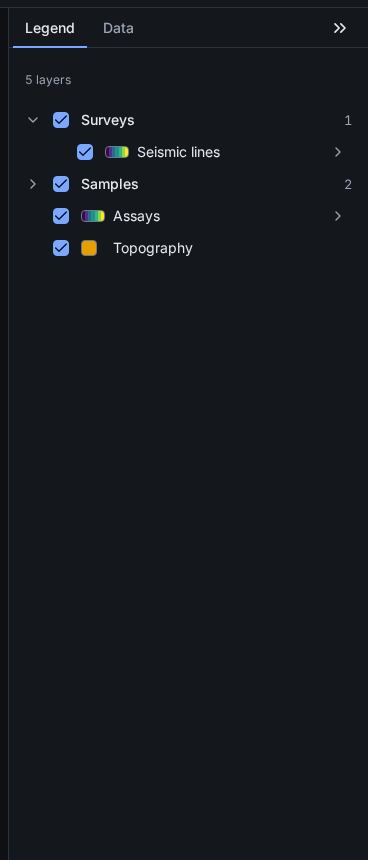 Legend Data
5 layers
Surveys 1
Seismic lines
Samples 2
Assays
Topography